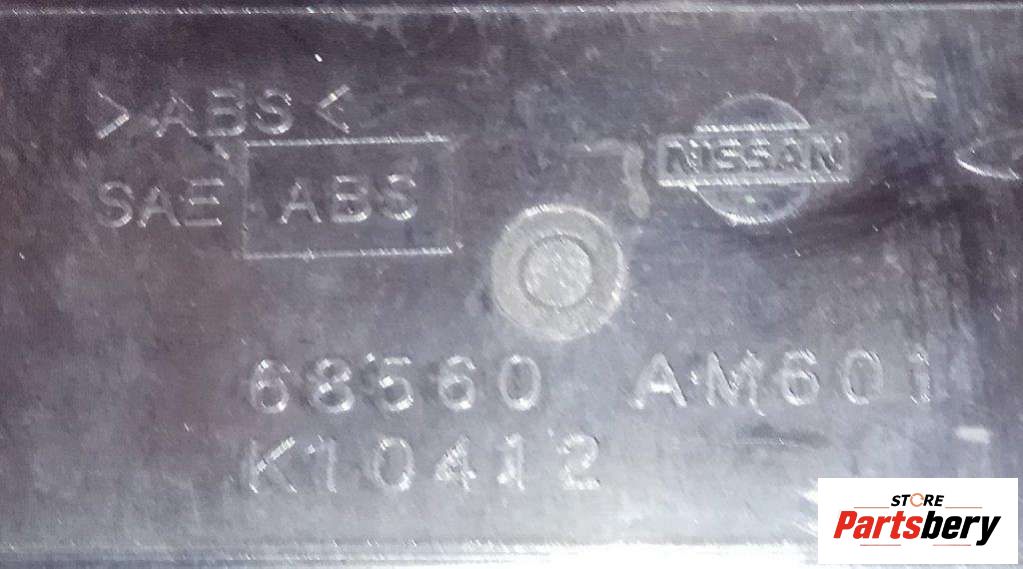 >ABS<
SAE ABS
NISSAN
68560 AM601
K10412
STORE
Partsbery